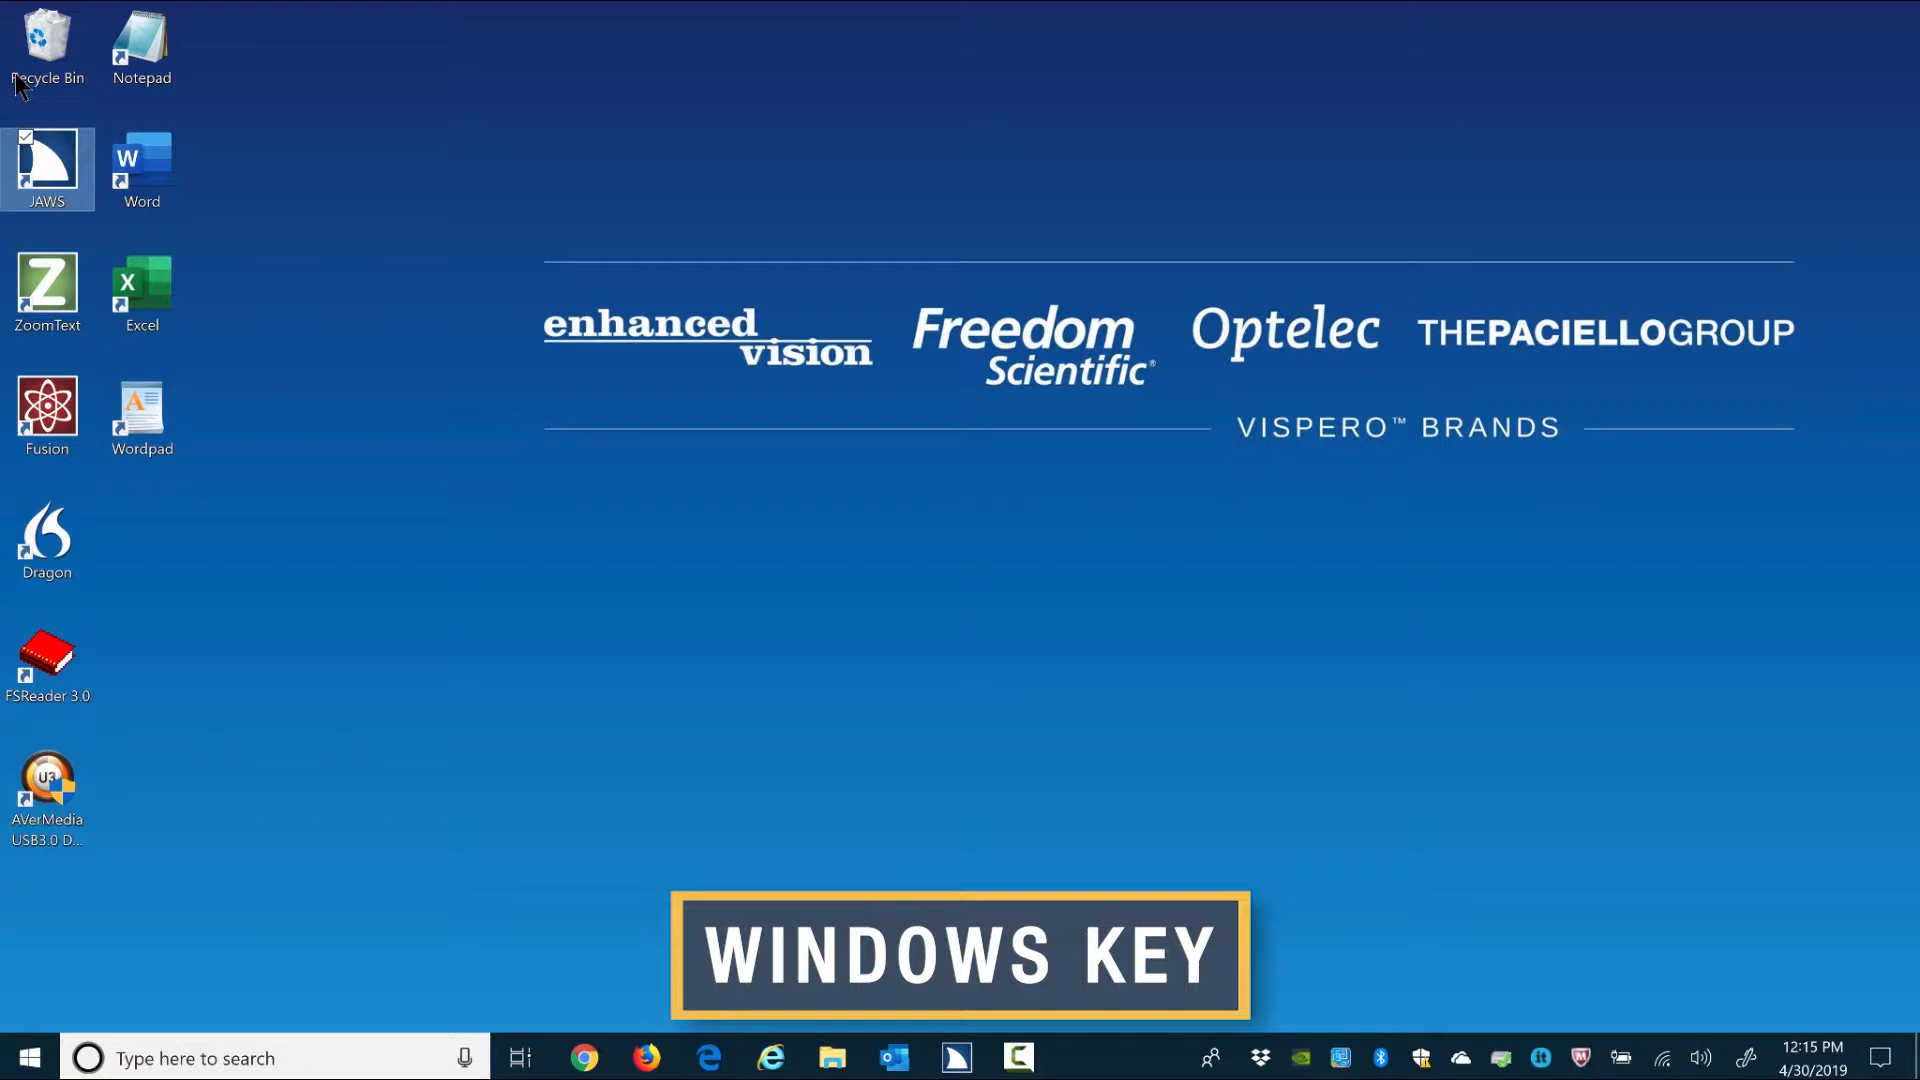 Recycle Bin
Notepad
JAWS
W
Word
Z
ZoomText
X
Excel
Fusion
A
Wordpad
Dragon
FSReader 3.0
U3
AVerMedia
USB3.0 D...
enhanced
vision
Freedom
Scientific®
Optelec
THEPACIELLOGROUP
VISPERO™ BRANDS
WINDOWS KEY
Type here to search
12:15 PM
4/30/2019